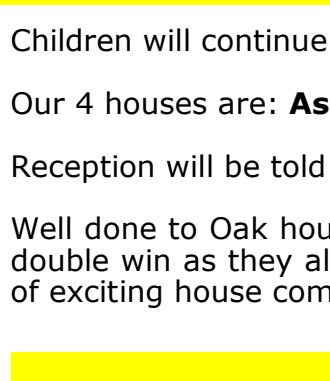 Children will continue
Our 4 houses are: As
Reception will be told
Well done to Oak hou
double win as they al
of exciting house com